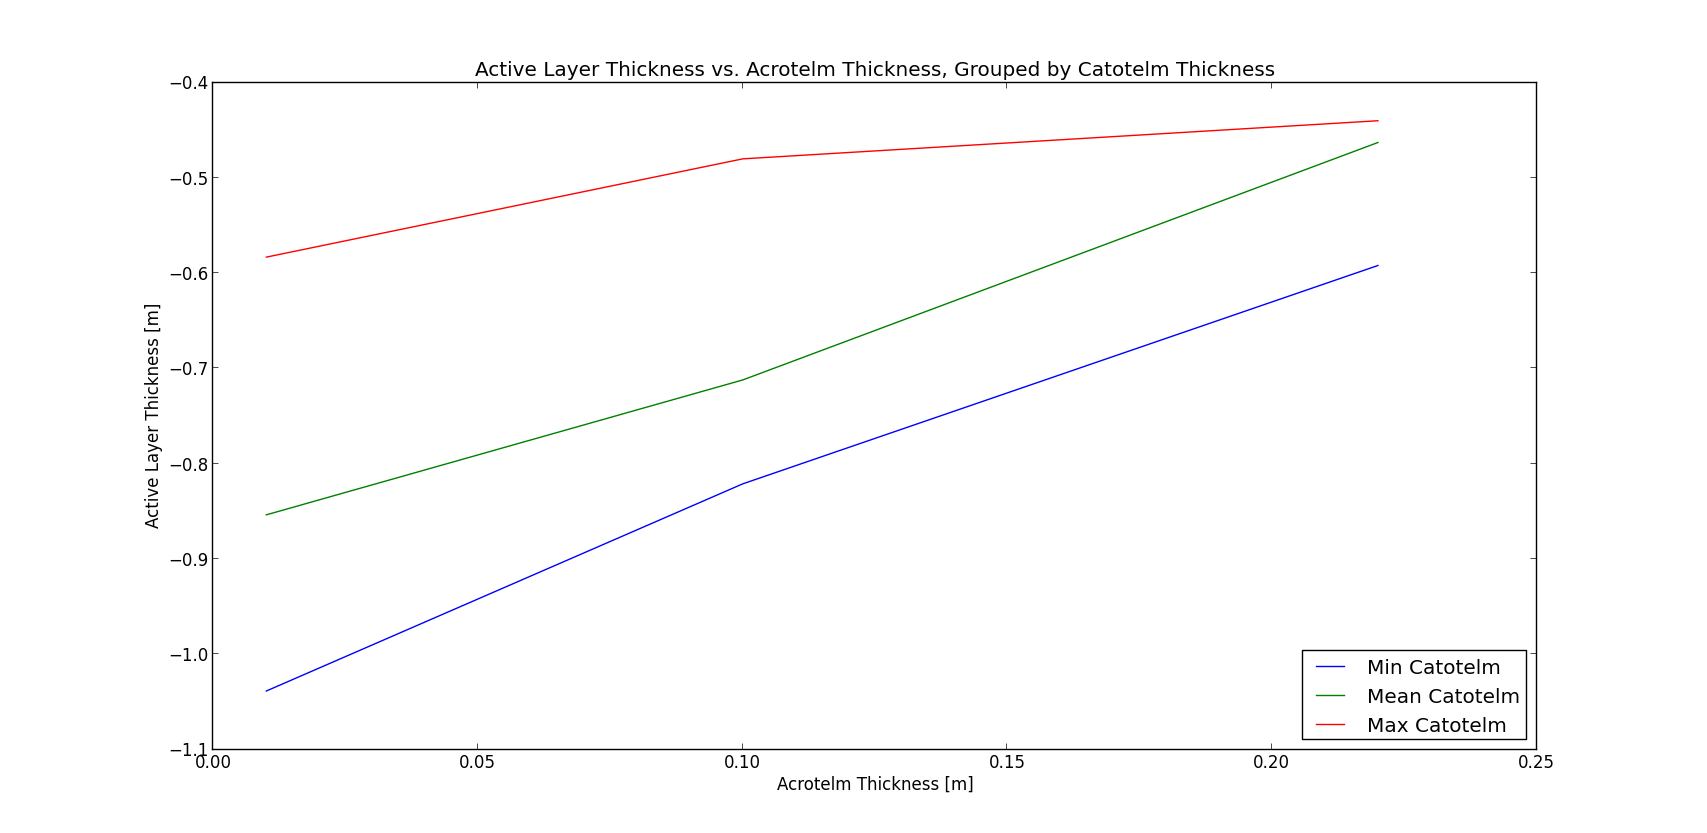 Active Layer Thickness vs. Acrotelm Thickness, Grouped by Catotelm Thickness
−0.4
−0.5
−0.6
−0.7
−0.8
−0.9
−1.0
−1.1
Active Layer Thickness [m]
Min Catotelm
Mean Catotelm
Max Catotelm
0.00 0.05 0.10 0.15 0.20 0.25
Acrotelm Thickness [m]